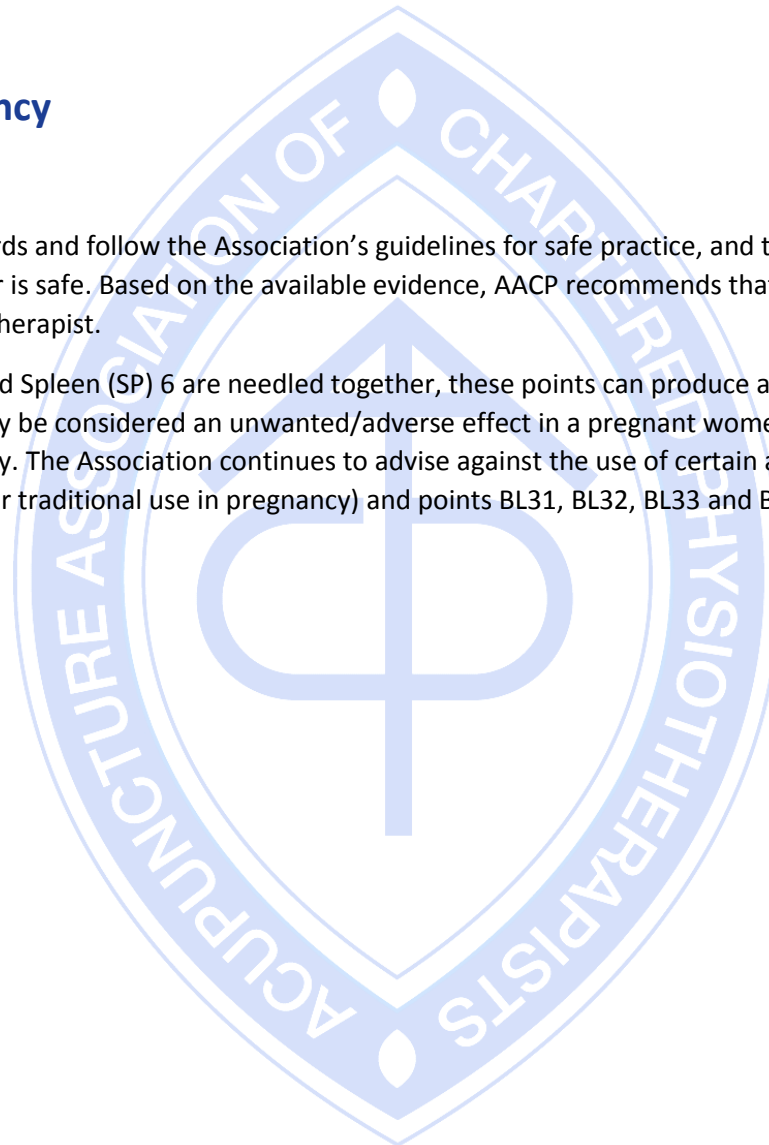 ncy
rds and follow the Association's guidelines for safe practice, and t
r is safe. Based on the available evidence, AACP recommends that
herapist.
d Spleen (SP) 6 are needled together, these points can produce a
y be considered an unwanted/adverse effect in a pregnant wome
y. The Association continues to advise against the use of certain a
r traditional use in pregnancy) and points BL31, BL32, BL33 and B
ACUPUNCTURE ASSOCIATION OF CHARTERED PHYSIOTHERAPISTS